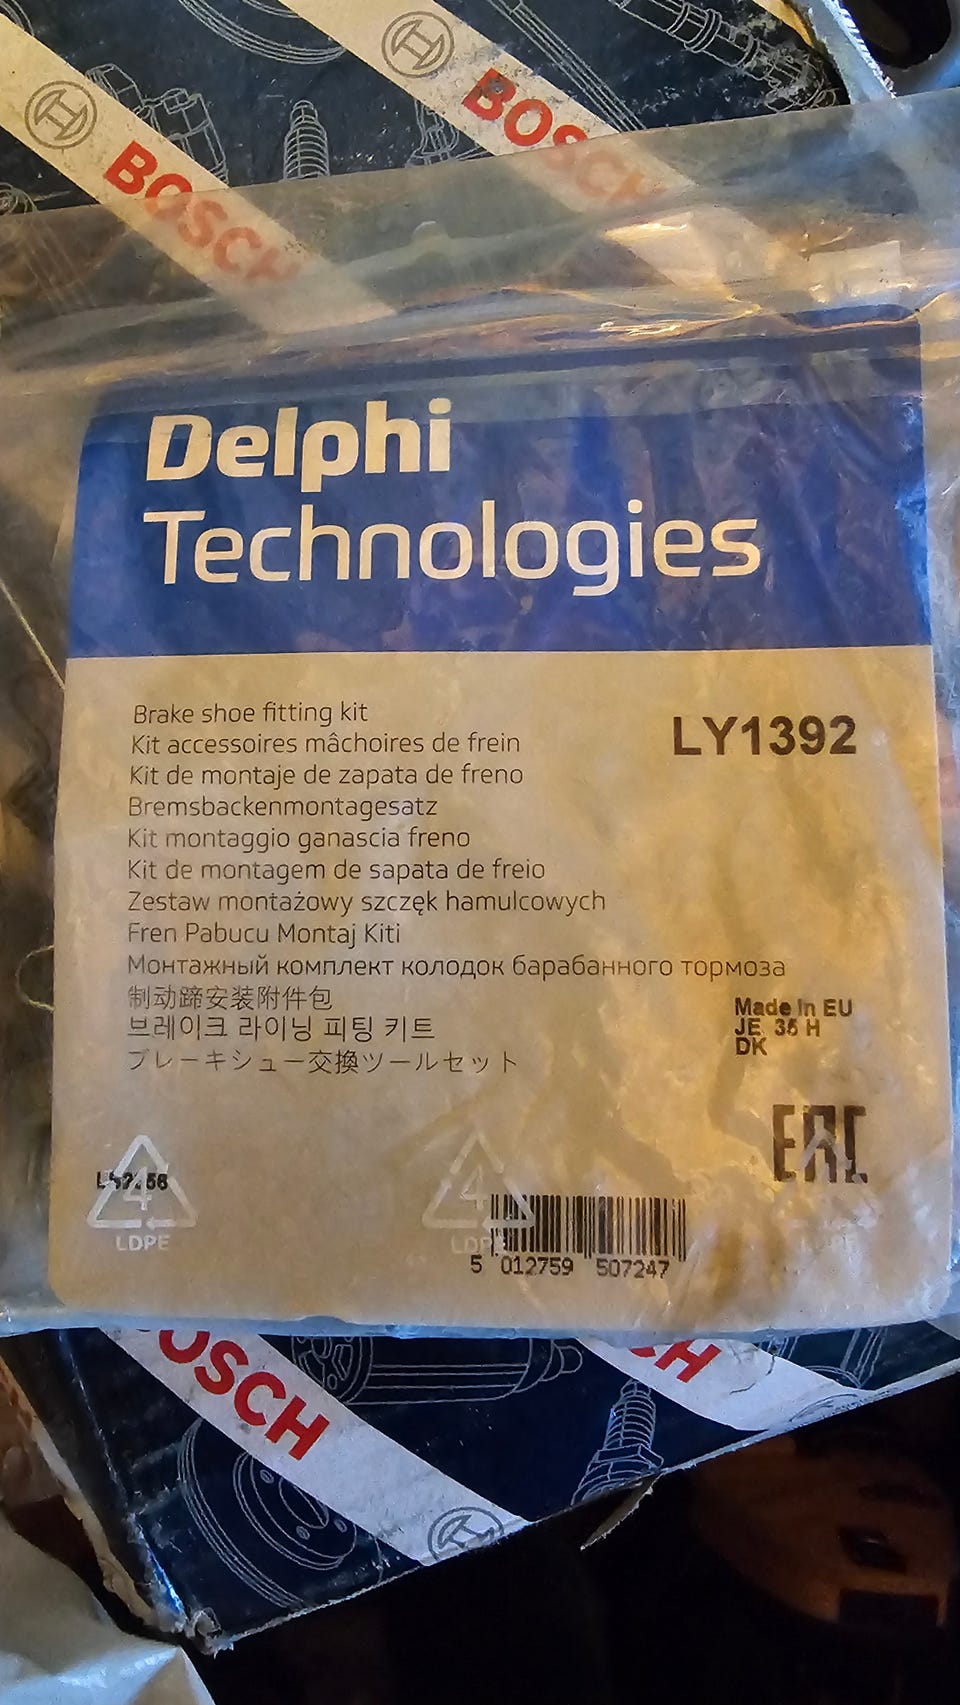 BOSCH
BOSCH
Delphi
Technologies
Brake shoe fitting kit
LY1392
Kit accessoires mâchoires de frein
Kit de montaje de zapata de freno
Bremsbackenmontagesatz
Kit montaggio ganascia freno
Kit de montagem de sapata de freio
Zestaw montażowy szczęk hamulcowych
Fren Pabucu Montaj Kiti
Монтажный комплект колодок барабанного тормоза
制动蹄安装附件包
브레이크 라이닝 피팅 키트
ブレーキシュー交換ツールセット
Made in EU
JE 35 H
DK
EAC
4
LDPE
4
LDPE
5 012759 507247
BOSCH
CH